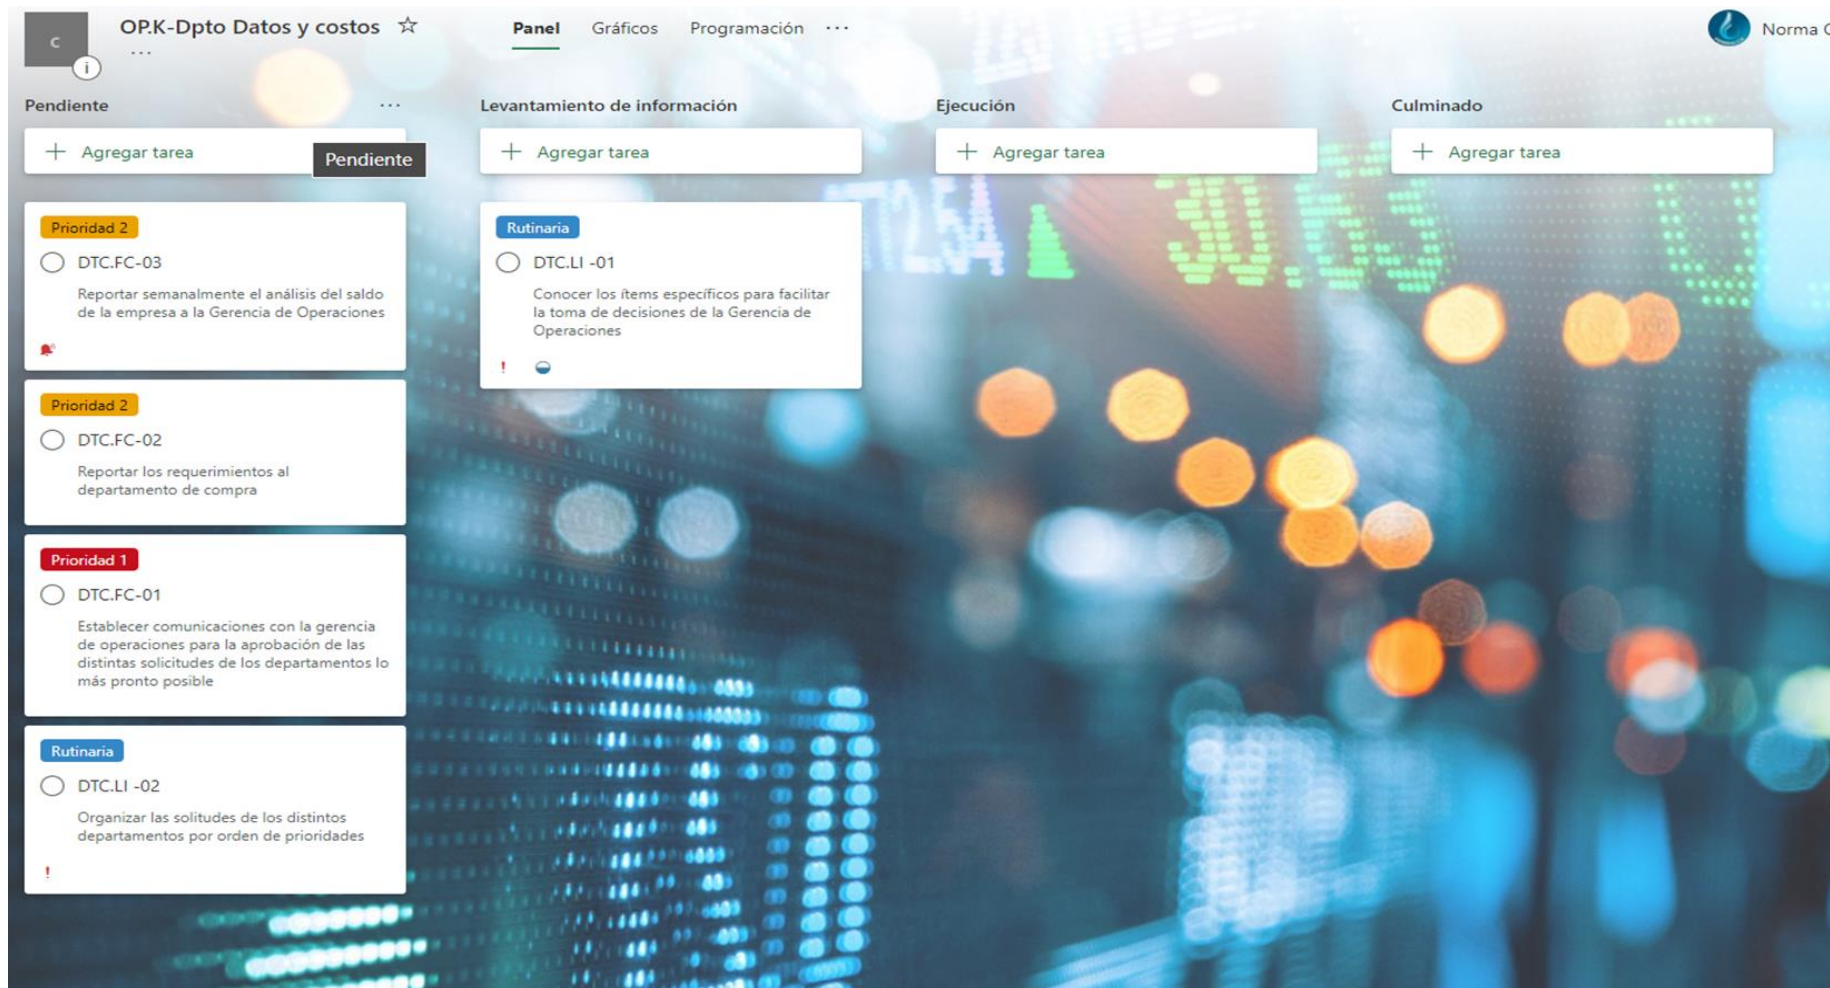 C
i
OP.K-Dpto Datos y costos
...
Panel
Gráficos
Programación
...
Norma
Pendiente
...
+ Agregar tarea
Pendiente
Prioridad 2
DTC.FC-03
Reportar semanalmente el análisis del saldo
de la empresa a la Gerencia de Operaciones
Prioridad 2
DTC.FC-02
Reportar los requerimientos al
departamento de compra
Prioridad 1
DTC.FC-01
Establecer comunicaciones con la gerencia
de operaciones para la aprobación de las
distintas solicitudes de los departamentos lo
más pronto posible
Rutinaria
DTC.LI -02
Organizar las solitudes de los distintos
departamentos por orden de prioridades
!
Levantamiento de información
+ Agregar tarea
Rutinaria
DTC.LI -01
Conocer los ítems específicos para facilitar
la toma de decisiones de la Gerencia de
Operaciones
!
Ejecución
+ Agregar tarea
Culminado
+ Agregar tarea
30.63